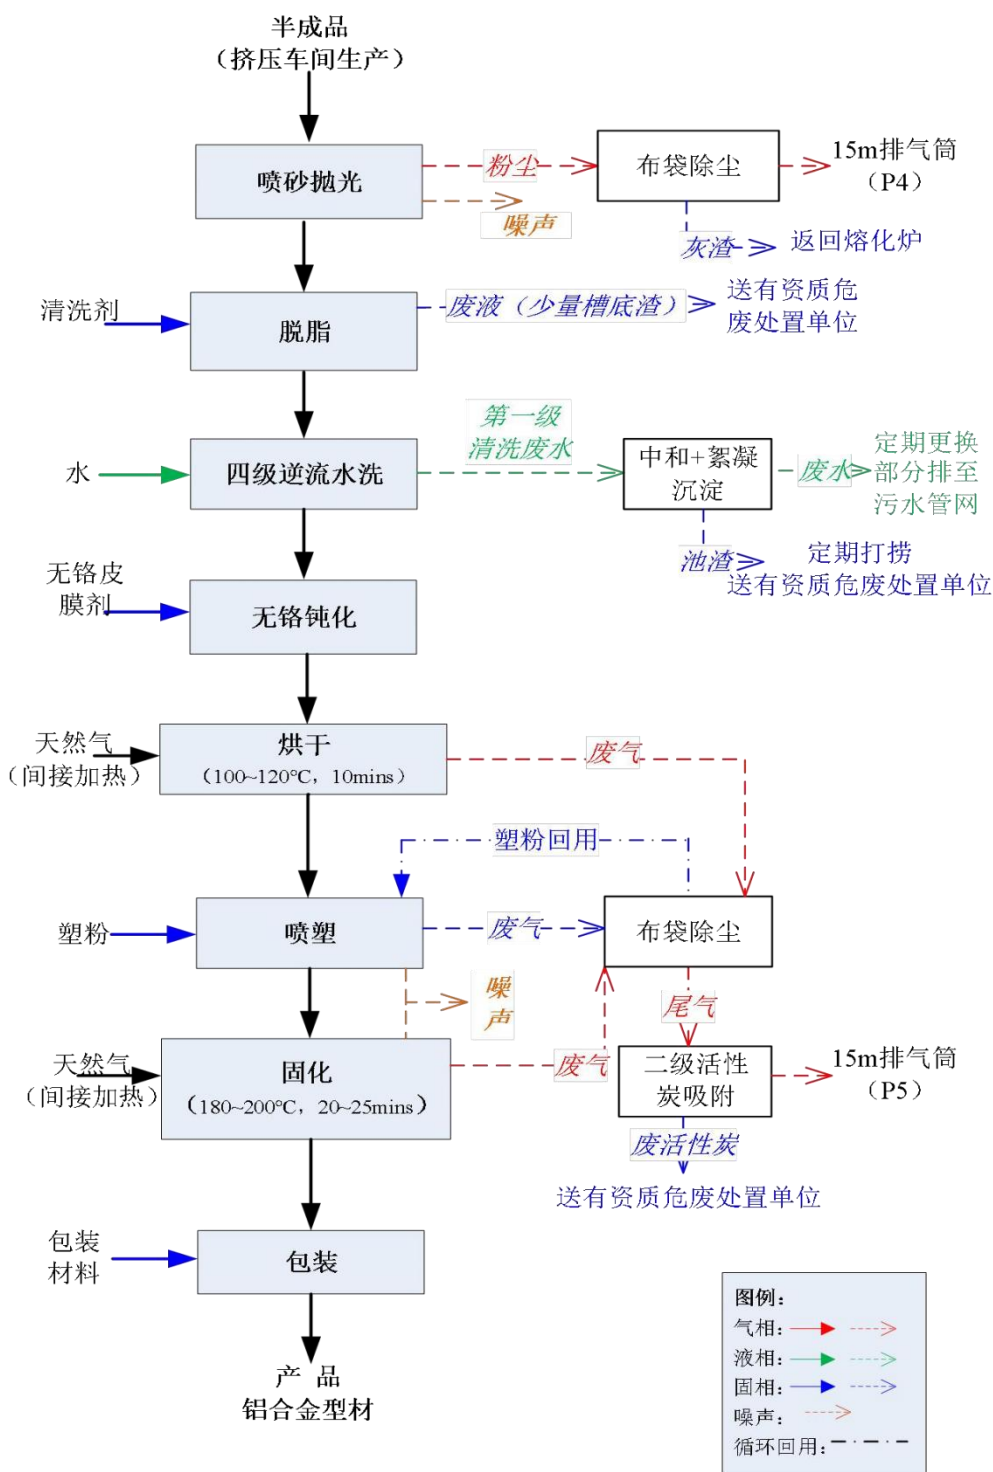 半成品
（挤压车间生产）
喷砂抛光
粉尘
布袋除尘
15m排气筒
（P4）
噪声
灰渣
返回熔化炉
清洗剂
脱脂
废液（少量槽底渣）
送有资质危
废处置单位
水
四级逆流水洗
第一级
清洗废水
中和+絮凝
沉淀
废水
定期更换
部分排至
污水管网
池渣
定期打捞
送有资质危废处置单位
无铬皮
膜剂
无铬钝化
天然气
（间接加热）
烘干
（100~120℃，10mins）
废气
塑粉回用
塑粉
喷塑
废气
布袋除尘
噪
声
尾气
天然气
（间接加热）
固化
（180~200℃，20~25mins）
废气
二级活性
炭吸附
15m排气筒
（P5）
废活性炭
送有资质危废处置单位
包装
材料
包装
产 品
铝合金型材
图例：
气相：
液相：
固相：
噪声：
循环回用：